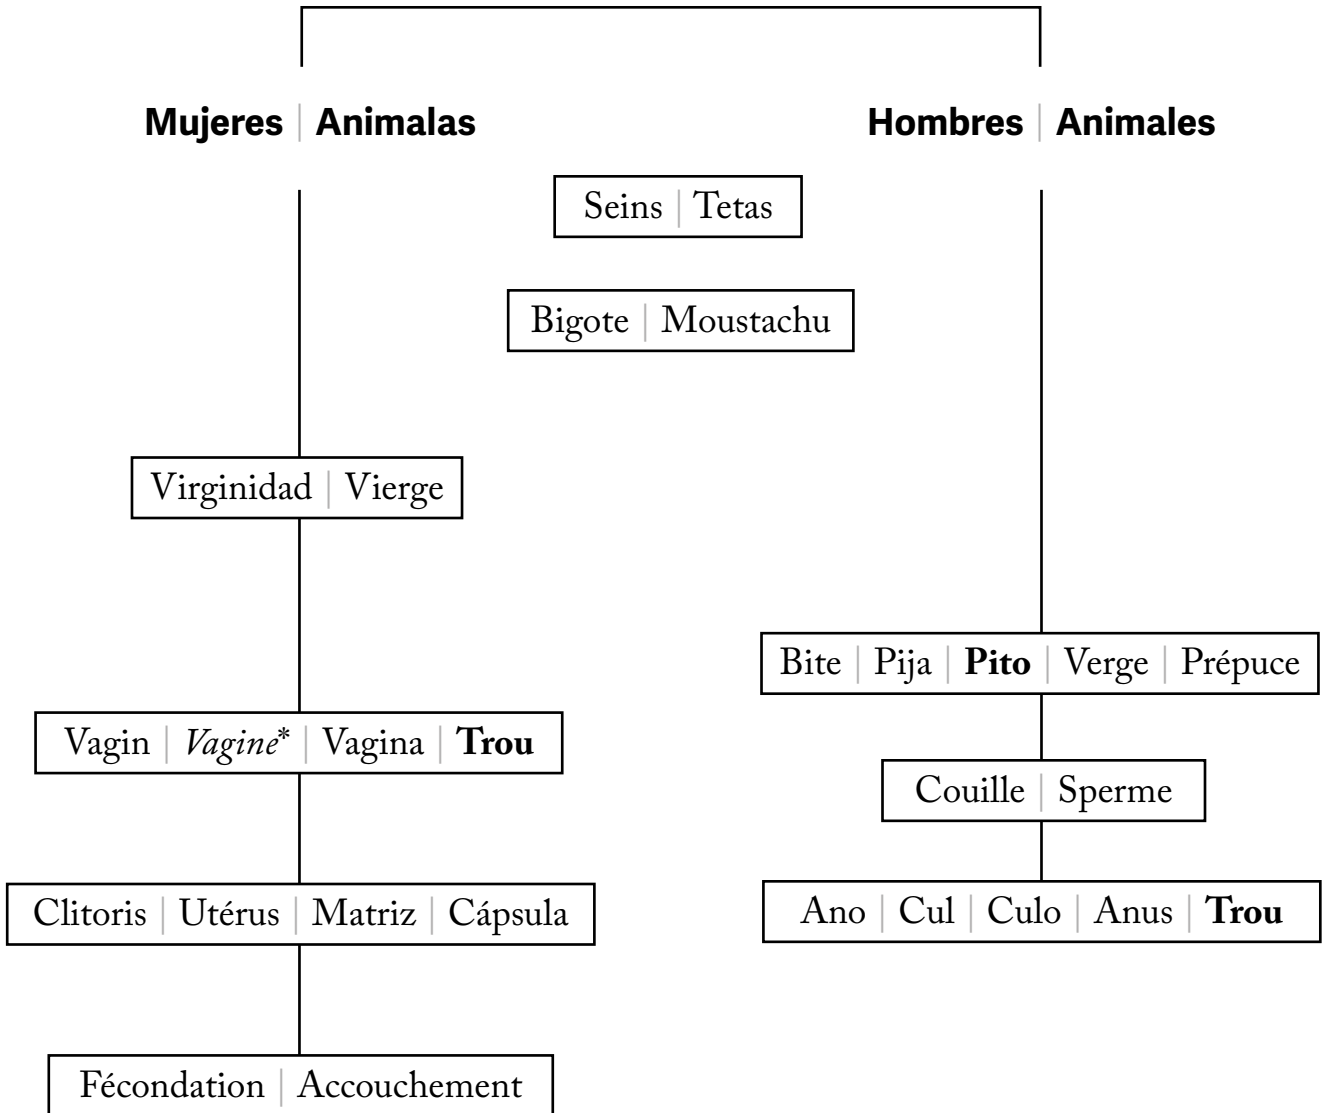 Mujeres | Animalas
Hombres | Animales
Seins | Tetas
Bigote | Moustachu
Virginidad | Vierge
Bite | Pija | Pito | Verge | Prépuce
Vagin | Vagine* | Vagina | Trou
Couille | Sperme
Clitoris | Utérus | Matriz | Cápsula
Ano | Cul | Culo | Anus | Trou
Fécondation | Accouchement